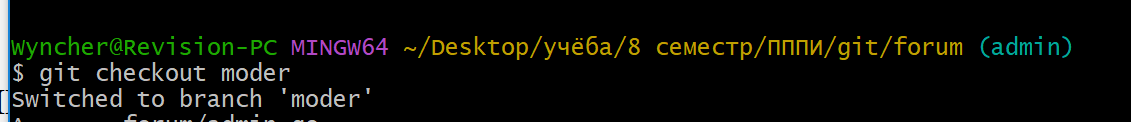 Wyncher@Revision-PC MINGW64 ~/Desktop/учёба/8 семестр/ПППИ/git/forum (admin)
$ git checkout moder
Switched to branch 'moder'